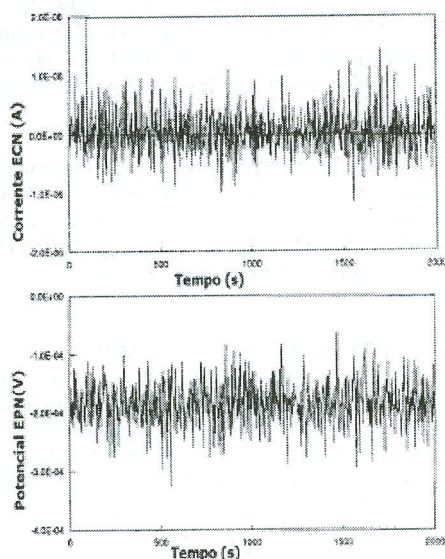 Corrente ECN (A)
2.0E-06
1.0E-06
0.0E+00
-1.0E-06
-2.0E-06
0 500 1000 1500 2000
Tempo (s)
Potencial EPN(V)
0.0E+00
-1.0E-04
-2.0E-04
-3.0E-04
-4.0E-04
0 500 1000 1500 2000
Tempo (s)